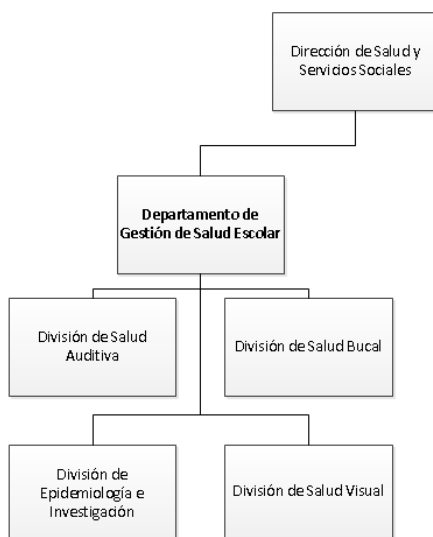 Dirección de Salud y
Servicios Sociales
Departamento de
Gestión de Salud Escolar
División de Salud
Auditiva
División de Salud Bucal
División de
Epidemiología e
Investigación
División de Salud Visual